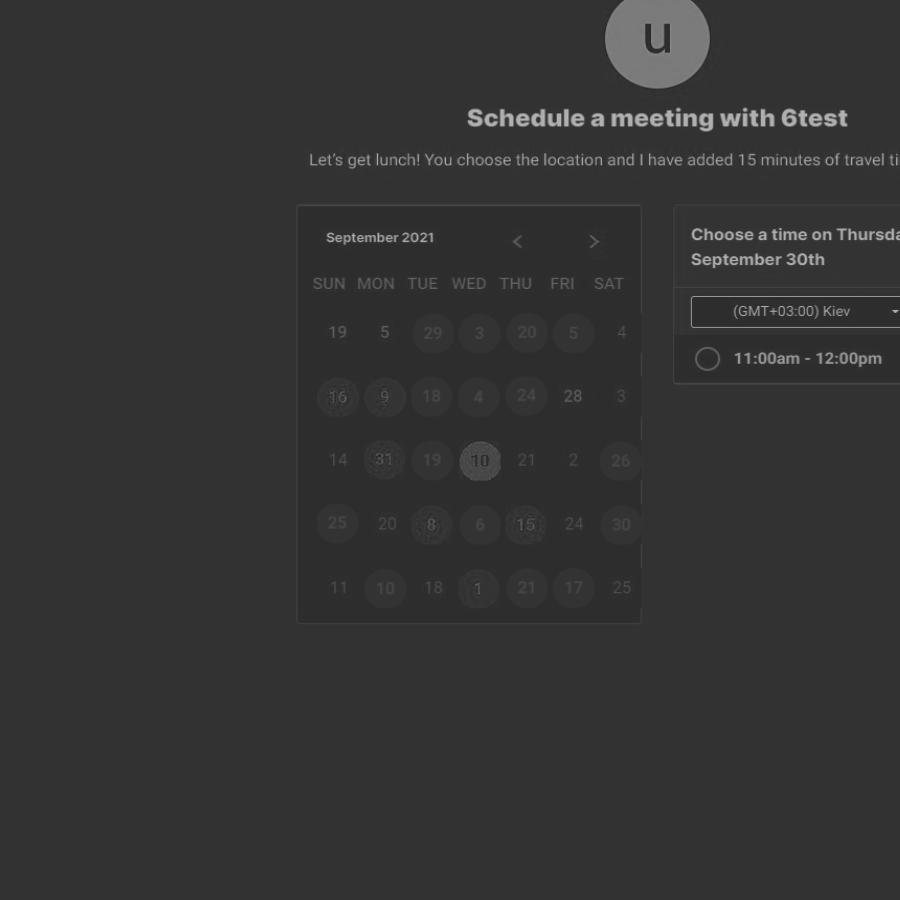 u
Schedule a meeting with 6test
Let's get lunch! You choose the location and I have added 15 minutes of travel ti
September 2021
SUN MON TUE WED THU FRI SAT
19 5 29 3 20 5 4
16 9 18 4 24 28 3
14 31 19 10 21 2 26
25 20 8 6 15 24 30
11 10 18 1 21 17 25
Choose a time on Thursda
September 30th
(GMT+03:00) Kiev
11:00am - 12:00pm